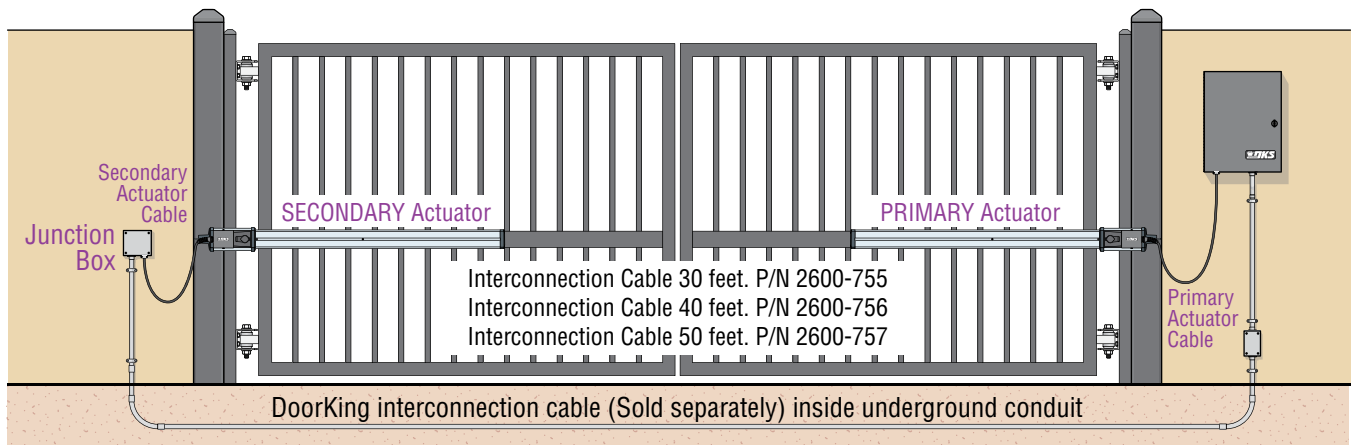 Secondary
Actuator
Cable
Junction
Box
SECONDARY Actuator
PRIMARY Actuator
DKS
Interconnection Cable 30 feet. P/N 2600-755
Interconnection Cable 40 feet. P/N 2600-756
Interconnection Cable 50 feet. P/N 2600-757
Primary
Actuator
Cable
DoorKing interconnection cable (Sold separately) inside underground conduit